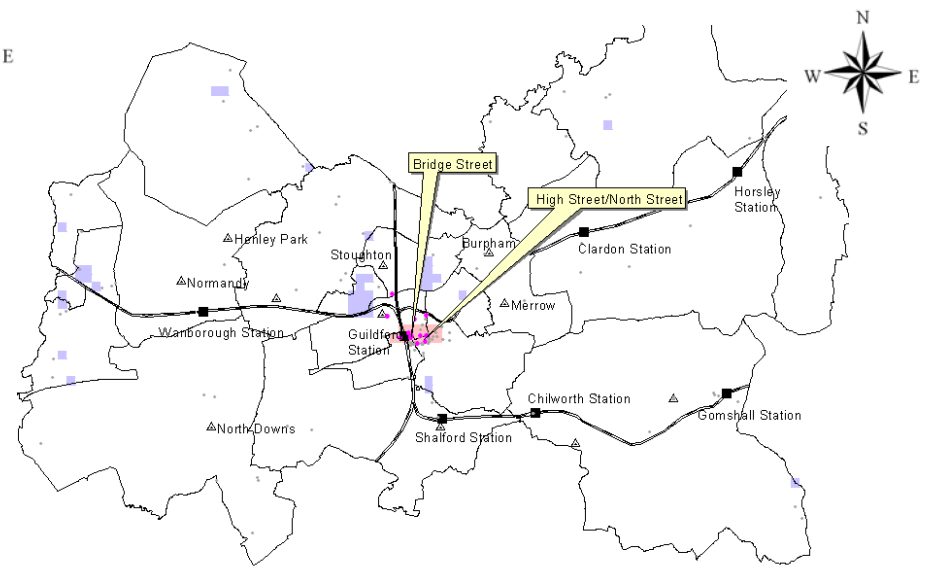 N
E
W
E
S
Bridge Street
High Street/North Street
Horsley
Station
Henley Park
Burpham
Clardon Station
Stoughton
Normandy
Merrow
Wanborough Station
Guildford
Station
Chilworth Station
Gomshall Station
North Downs
Shalford Station